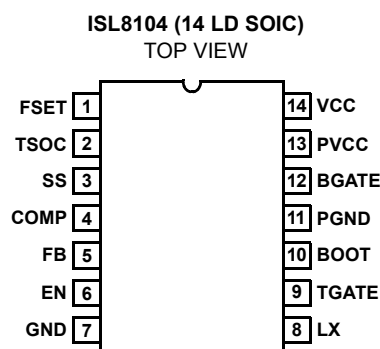 ISL8104 (14 LD SOIC)
TOP VIEW
FSET 1 14 VCC
TSOC 2 13 PVCC
SS 3 12 BGATE
COMP 4 11 PGND
FB 5 10 BOOT
EN 6 9 TGATE
GND 7 8 LX